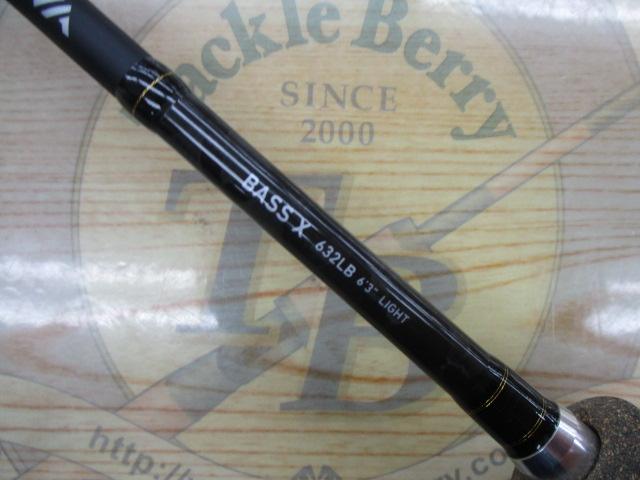 Tackle Berry
SINCE
2000
TB
BASS X 632LB 6'3" LIGHT